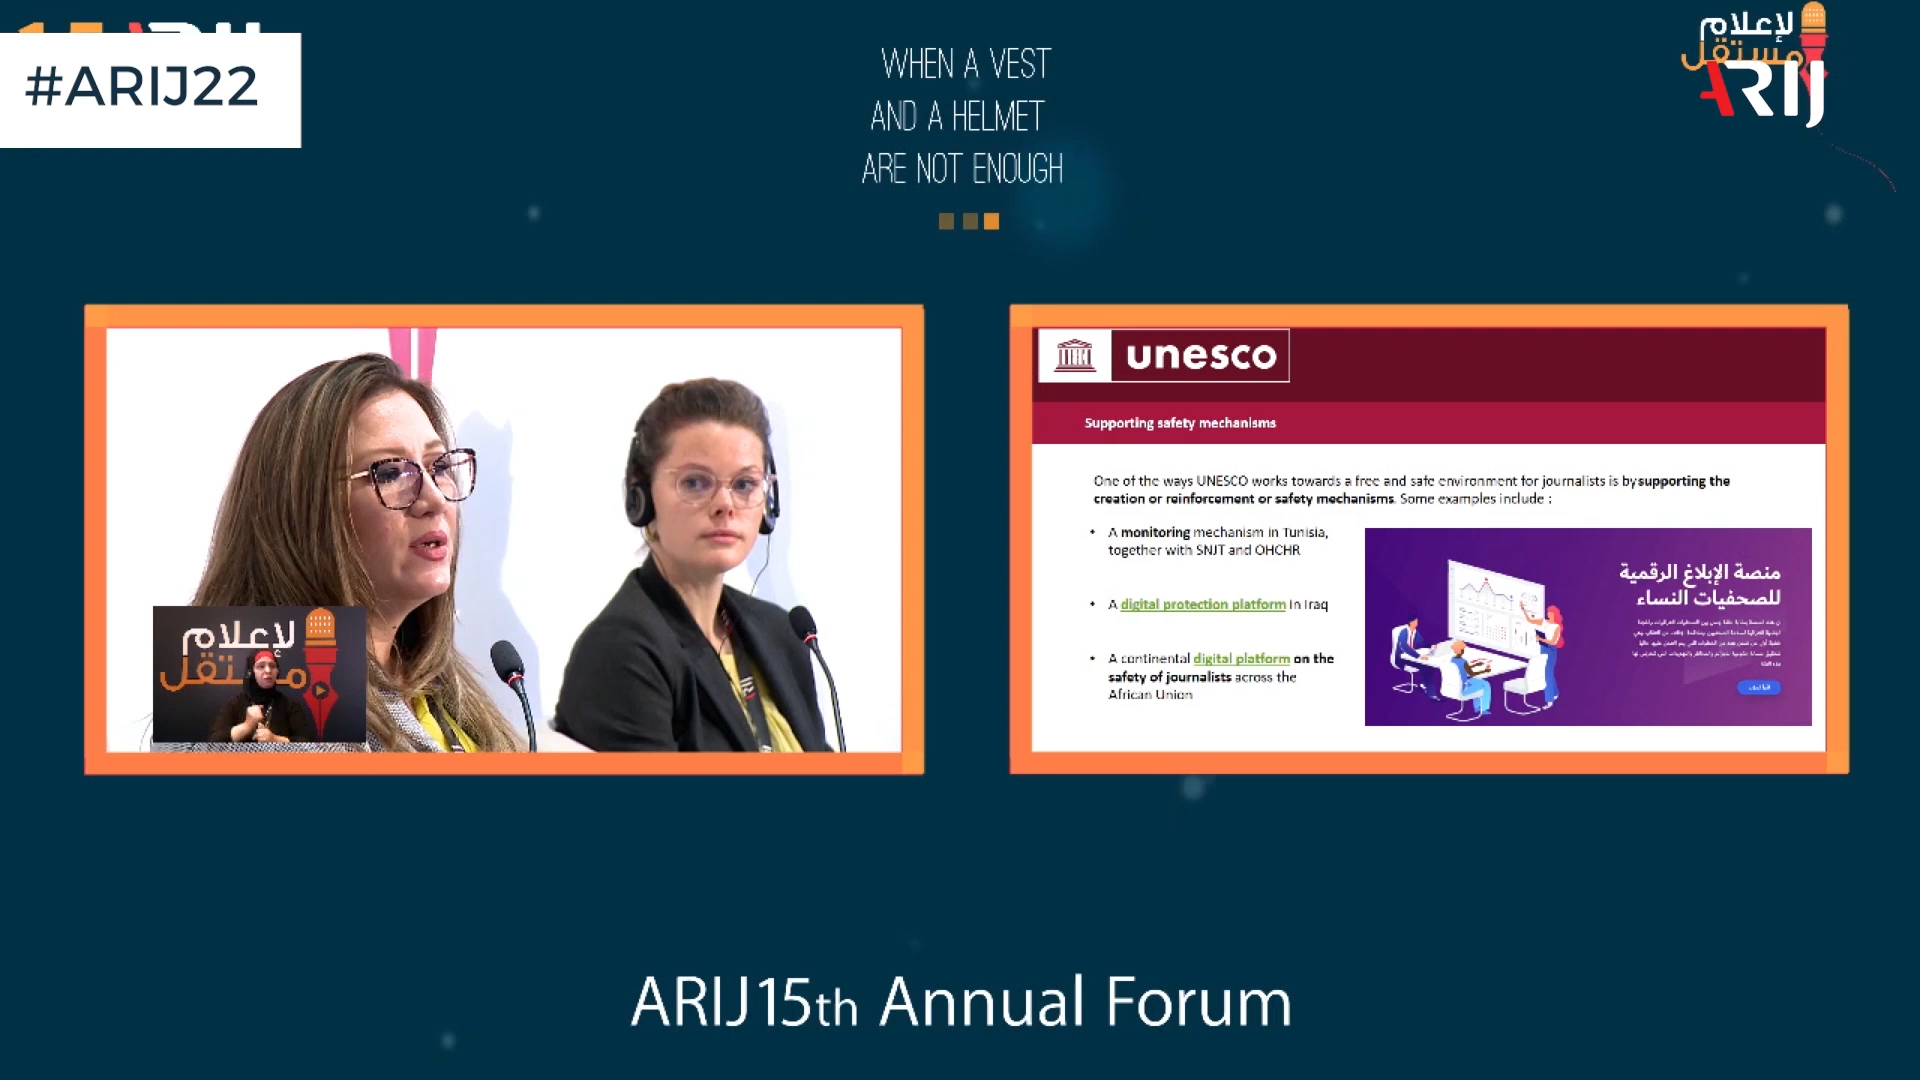 #ARIJ22
WHEN A VEST
AND A HELMET
ARE NOT ENOUGH
لإعلام
مستقل
ARIJ
لإعلام
مستقل
unesco
Supporting safety mechanisms
One of the ways UNESCO works towards a free and safe environment for journalists is by supporting the
creation or reinforcement or safety mechanisms. Some examples include :
• A monitoring mechanism in Tunisia,
together with SNJT and OHCHR
• A digital protection platform in Iraq
• A continental digital platform on the
safety of journalists across the
African Union
منصة الإبلاغ الرقمية
للصحفيات النساء
ARIJ15th Annual Forum